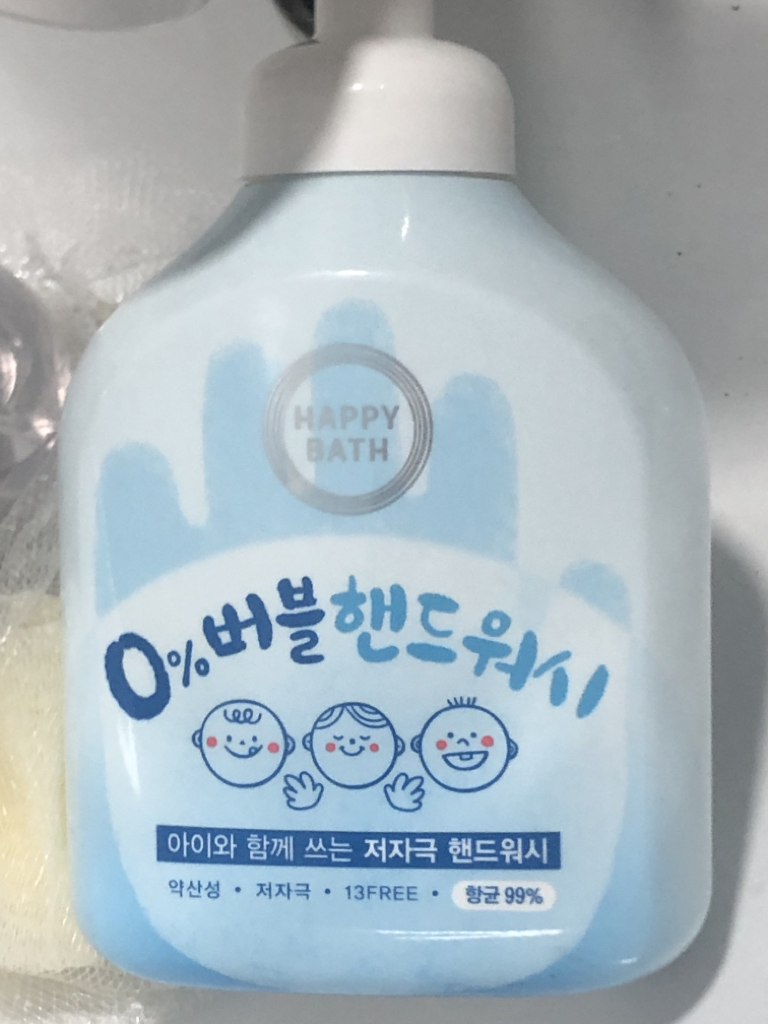 HAPPY
BATH
0% 버블핸드워시
아이와 함께 쓰는 저자극 핸드워시
약산성 • 저자극 • 13FREE • 항균 99%